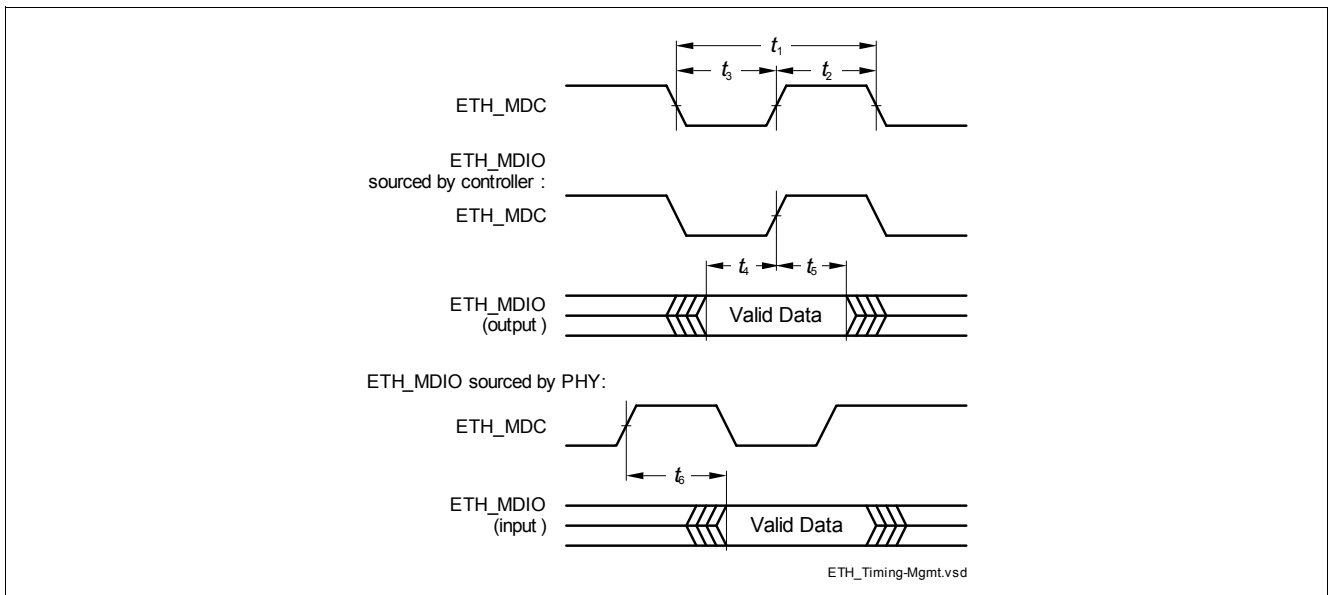 t1
t3
t2
ETH_MDC
ETH_MDIO
sourced by controller :
ETH_MDC
t4
t5
ETH_MDIO
(output )
Valid Data
ETH_MDIO sourced by PHY:
ETH_MDC
t6
ETH_MDIO
(input )
Valid Data
ETH_Timing-Mgmt.vsd